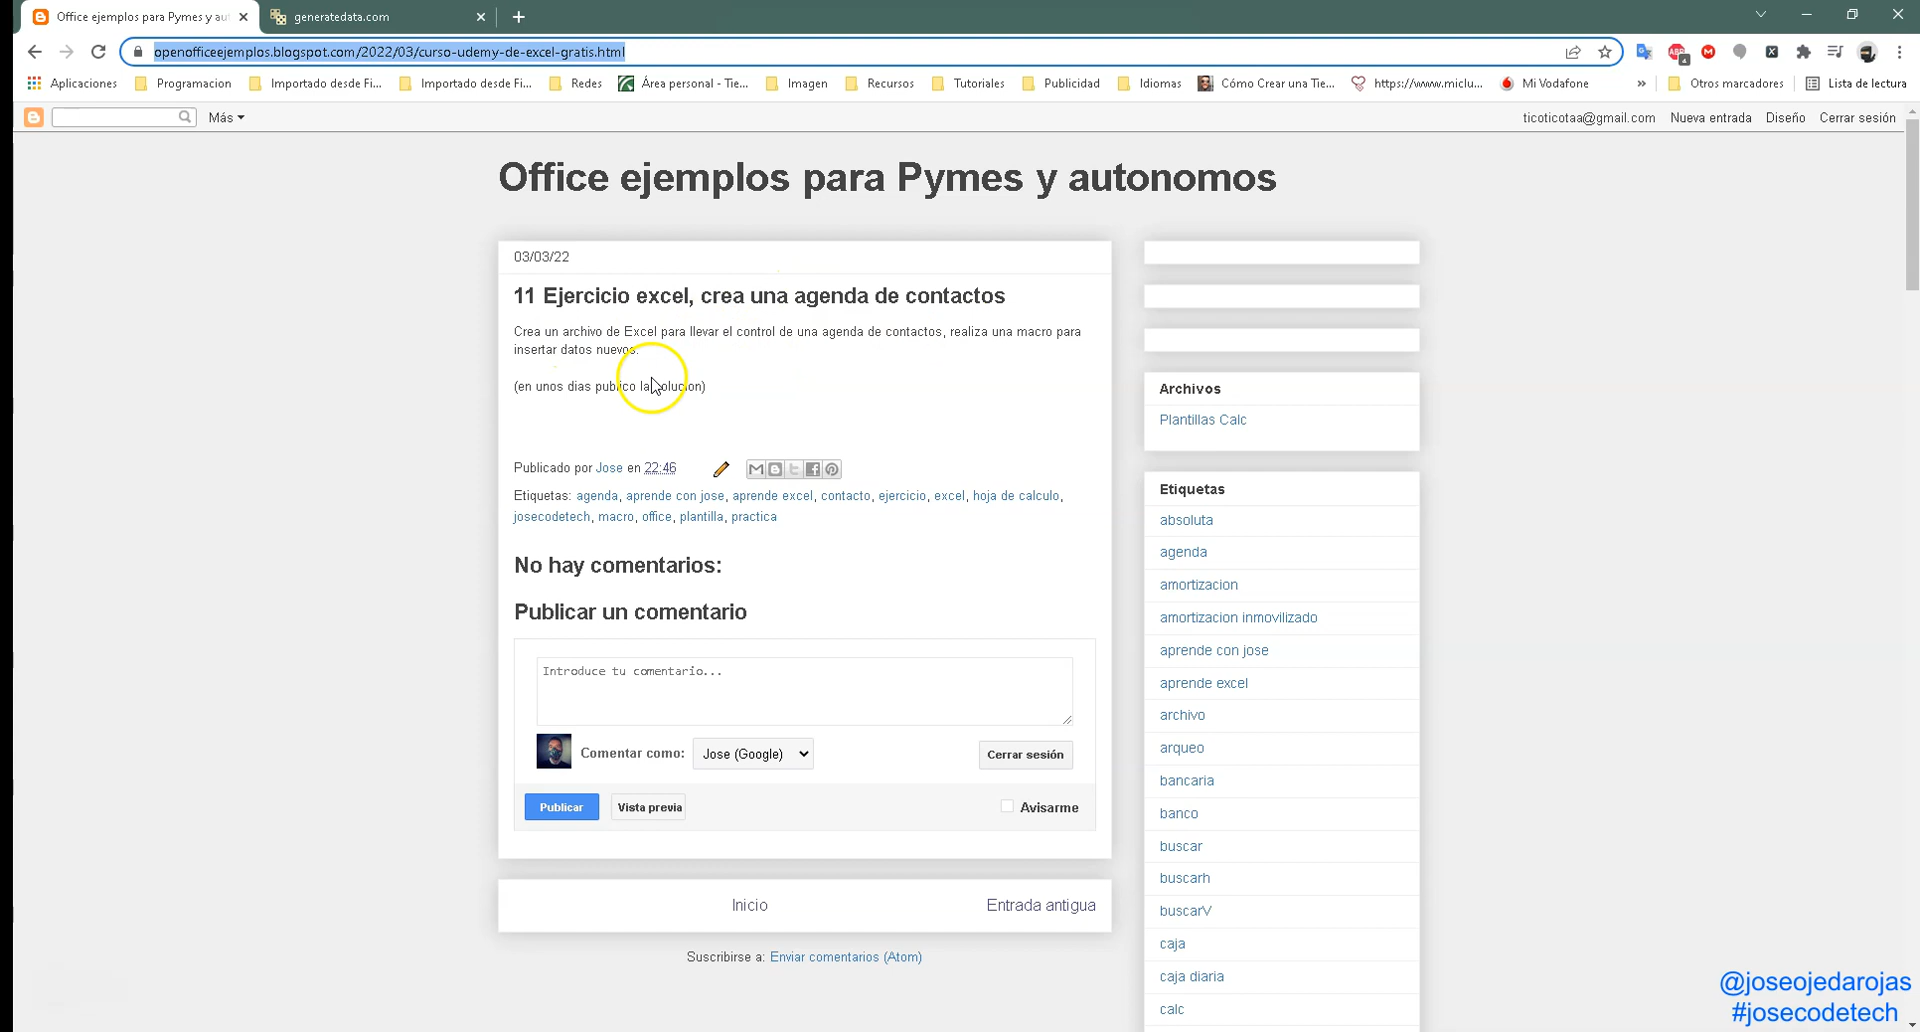 Office ejemplos para Pymes y aut
generatedata.com
openofficeejemplos.blogspot.com/2022/03/curso-udemy-de-excel-gratis.html
Aplicaciones Programacion Importado desde Fi... Importado desde Fi... Redes Área personal - Tie... Imagen Recursos Tutoriales Publicidad Idiomas Cómo Crear una Tie... https://www.miclu... Mi Vodafone » Otros marcadores Lista de lectura
Más
ticoticotaa@gmail.com Nueva entrada Diseño Cerrar sesión
Office ejemplos para Pymes y autonomos
03/03/22
11 Ejercicio excel, crea una agenda de contactos
Crea un archivo de Excel para llevar el control de una agenda de contactos, realiza una macro para
insertar datos nuevos.
(en unos dias publico la solucion)
Publicado por Jose en 22:46
Etiquetas: agenda, aprende con jose, aprende excel, contacto, ejercicio, excel, hoja de calculo,
josecodetech, macro, office, plantilla, practica
No hay comentarios:
Publicar un comentario
Introduce tu comentario...
Comentar como: Jose (Google) Cerrar sesión
Publicar Vista previa Avisarme
Inicio Entrada antigua
Suscribirse a: Enviar comentarios (Atom)
Archivos
Plantillas Calc
Etiquetas
absoluta
agenda
amortizacion
amortizacion inmovilizado
aprende con jose
aprende excel
archivo
arqueo
bancaria
banco
buscar
buscarh
buscarV
caja
caja diaria
calc
@joseojedarojas
#josecodetech